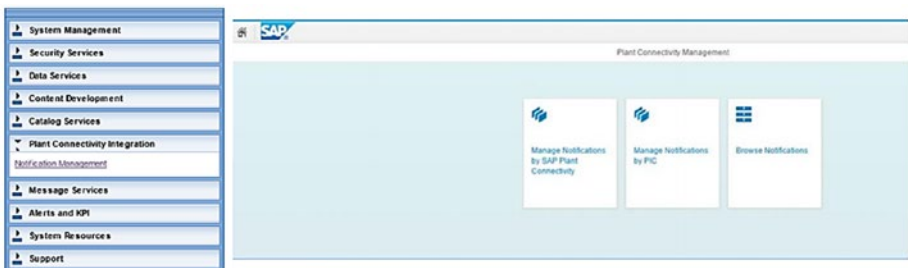 System Management
Security Services
Data Services
Content Development
Catalog Services
Plant Connectivity Integration
Notification Management
Message Services
Alerts and KPI
System Resources
Support
SAP
Plant Connectivity Management
Manage Notifications
by SAP Plant
Connectivity
Manage Notifications
by PIC
Browse Notifications